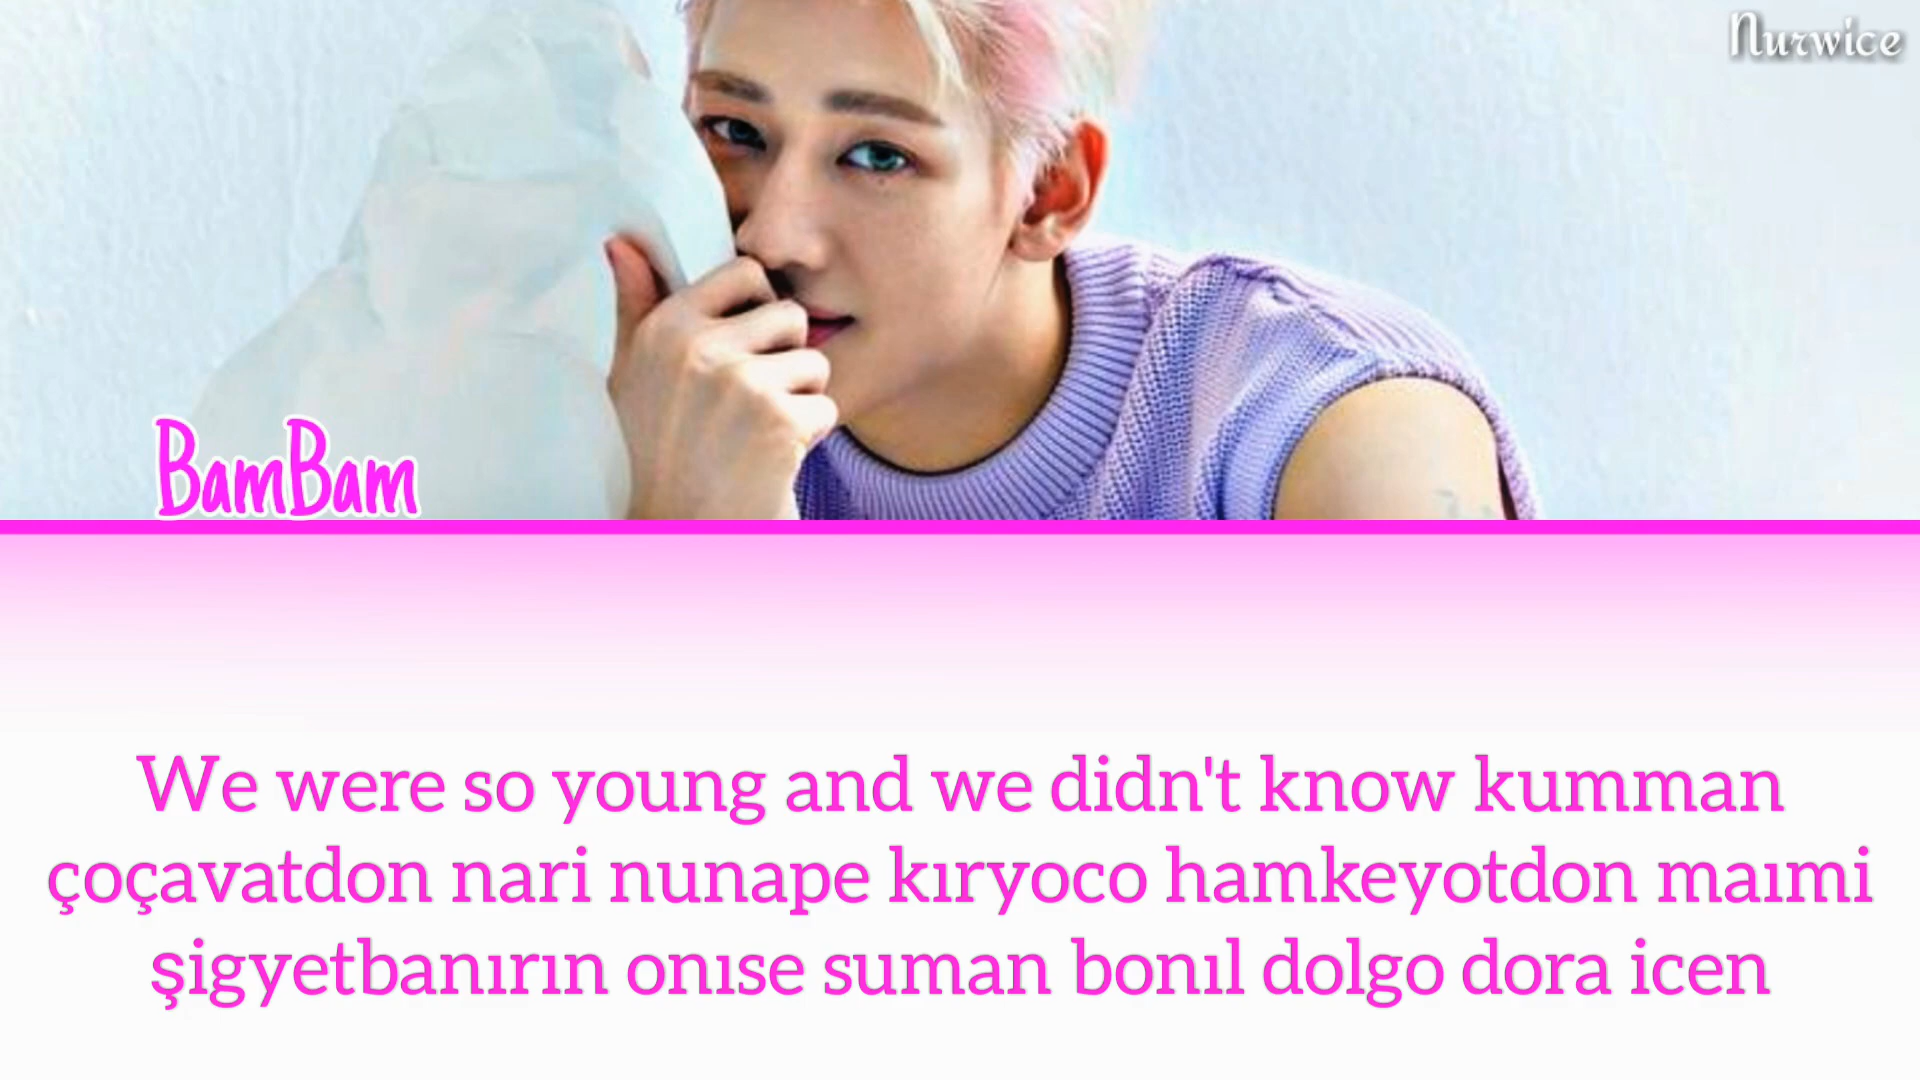 Nurwice
BamBam
We were so young and we didn't know kumman
çoçavatdon nari nunape kıryoco hamkeyotdon maımi
şigyetbanırın onıse suman bonıl dolgo dora icen